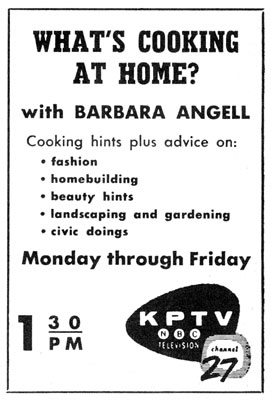 WHAT'S COOKING
AT HOME?
with BARBARA ANGELL
Cooking hints plus advice on:
• fashion
• homebuilding
• beauty hints
• landscaping and gardening
• civic doings
Monday through Friday
1 30 PM
KPTV
NBC
TELEVISION
channel
27